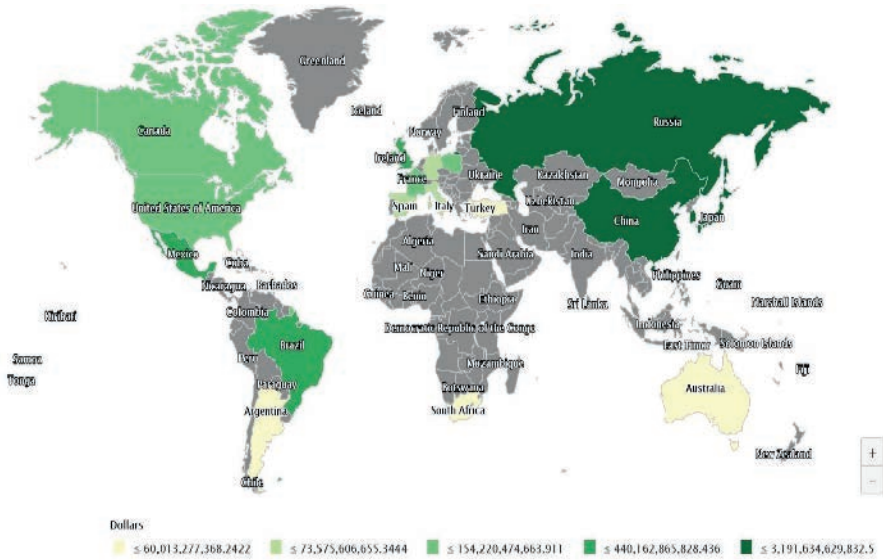 Greenland
Iceland
Finland
Norway
Russia
Canada
Ireland
Ukraine
France
Kazakhstan
Mongolia
United States of America
Spain
Italy
Turkey
Uzbekistan
China
Japan
Mexico
Cuba
Algeria
Iran
Saudi Arabia
India
Nicaragua
Barbados
Mali
Niger
Philippines
Guam
Colombia
Guinea
Benin
Ethiopia
Sri Lanka
Marshall Islands
Kiribati
Brazil
Democratic Republic of the Congo
Indonesia
Samoa
Peru
East Timor
Solomon Islands
Tonga
Mozambique
Fiji
Paraguay
Botswana
Australia
Argentina
South Africa
New Zealand
Chile
+
−
Dollars
≤ 60,013,277,368.2422 ≤ 73,575,606,655.3444 ≤ 154,220,474,663.911 ≤ 440,162,865,828.436 ≤ 3,191,634,629,832.5